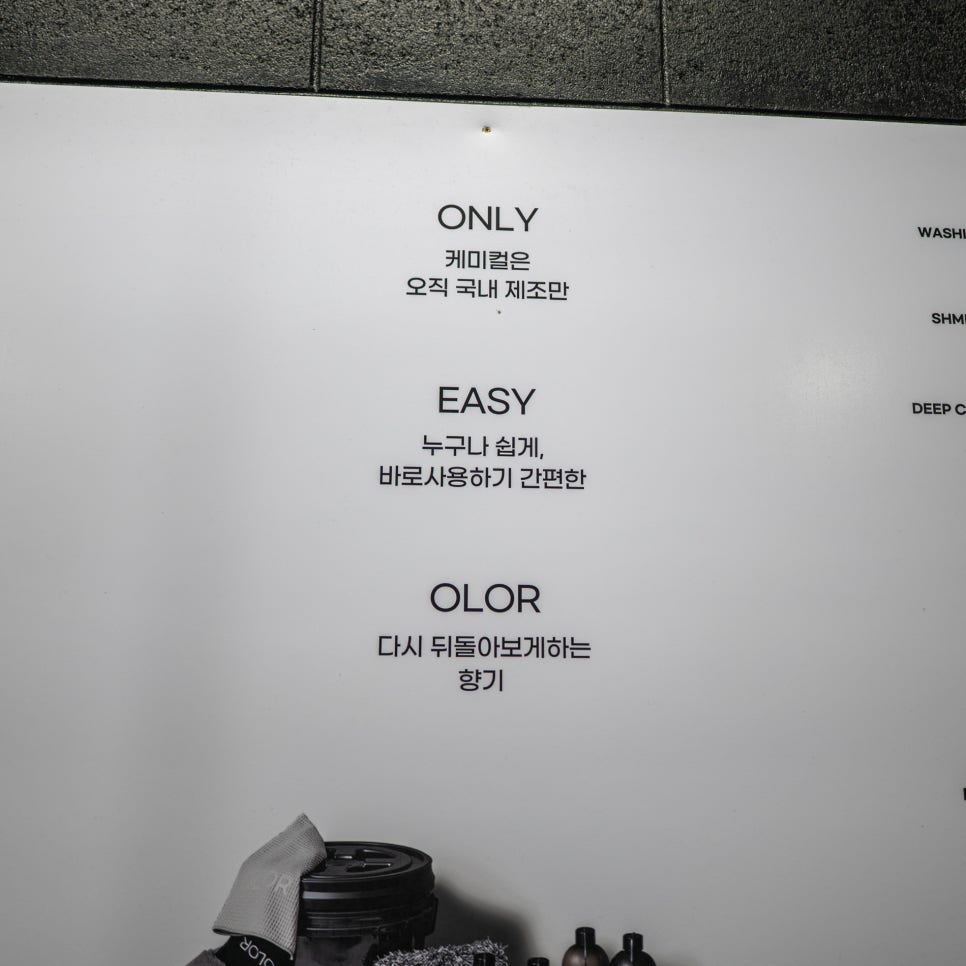 ONLY
케미컬은
오직 국내 제조만
EASY
누구나 쉽게,
바로사용하기 간편한
OLOR
다시 뒤돌아보게하는
향기
DEEP
OLOR